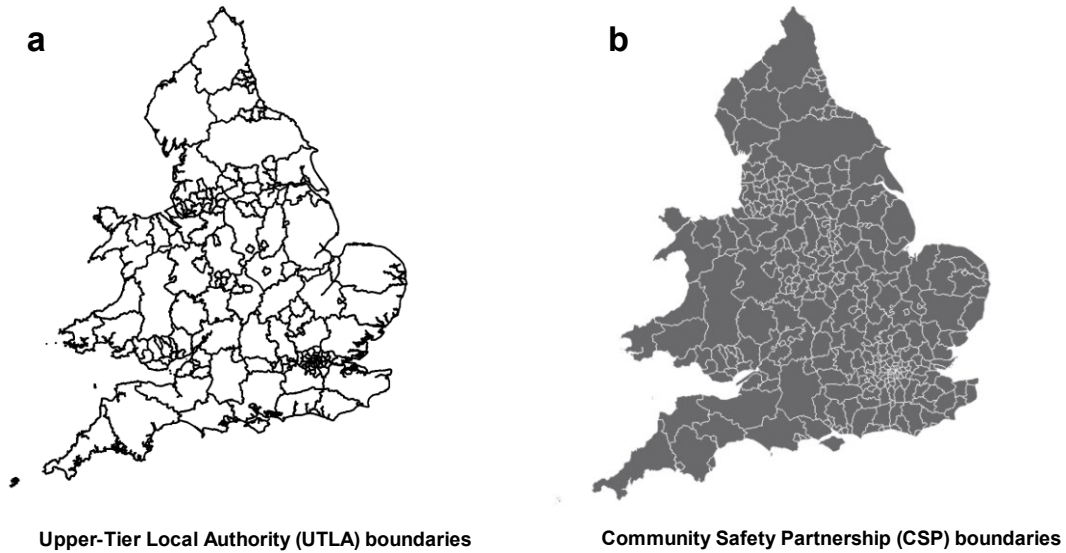 a
b
Upper-Tier Local Authority (UTLA) boundaries
Community Safety Partnership (CSP) boundaries